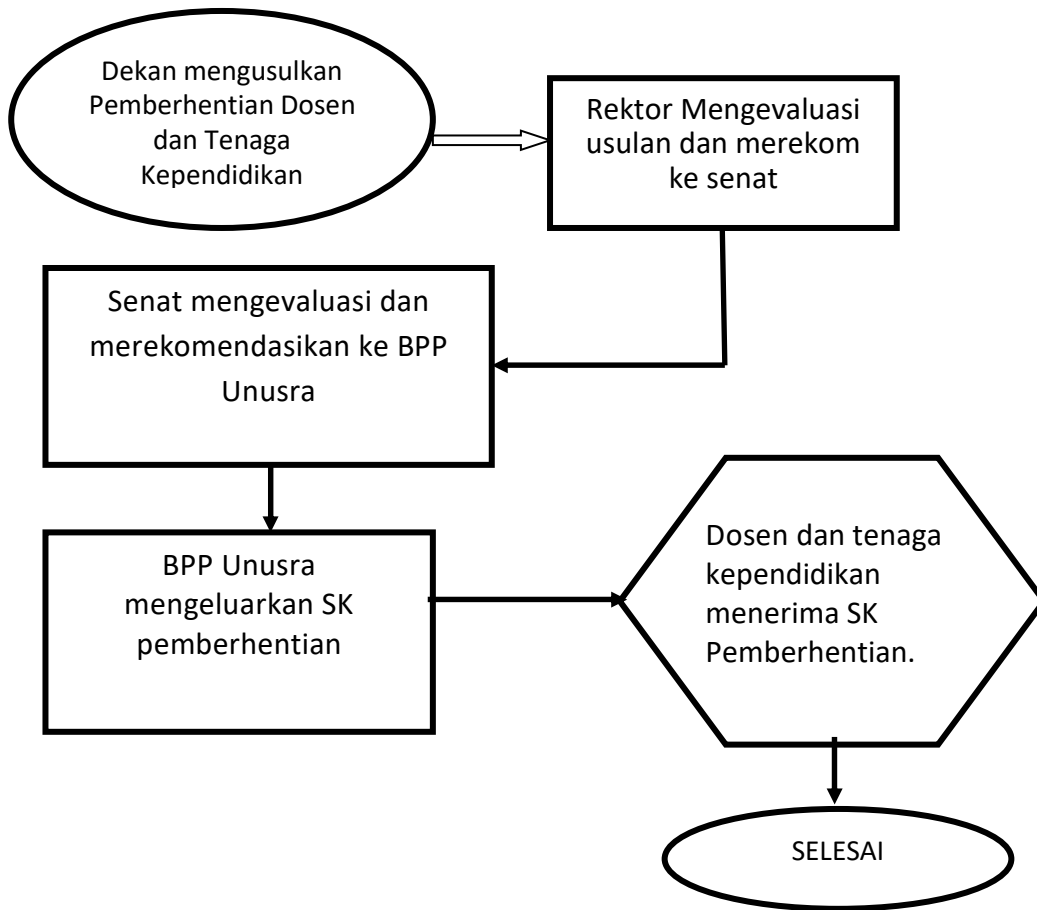 Dekan mengusulkan
Pemberhentian Dosen
dan Tenaga
Kependidikan
Rektor Mengevaluasi
usulan dan merekom
ke senat
Senat mengevaluasi dan
merekomendasikan ke BPP
Unusra
BPP Unusra
mengeluarkan SK
pemberhentian
Dosen dan tenaga
kependidikan
menerima SK
Pemberhentian.
SELESAI